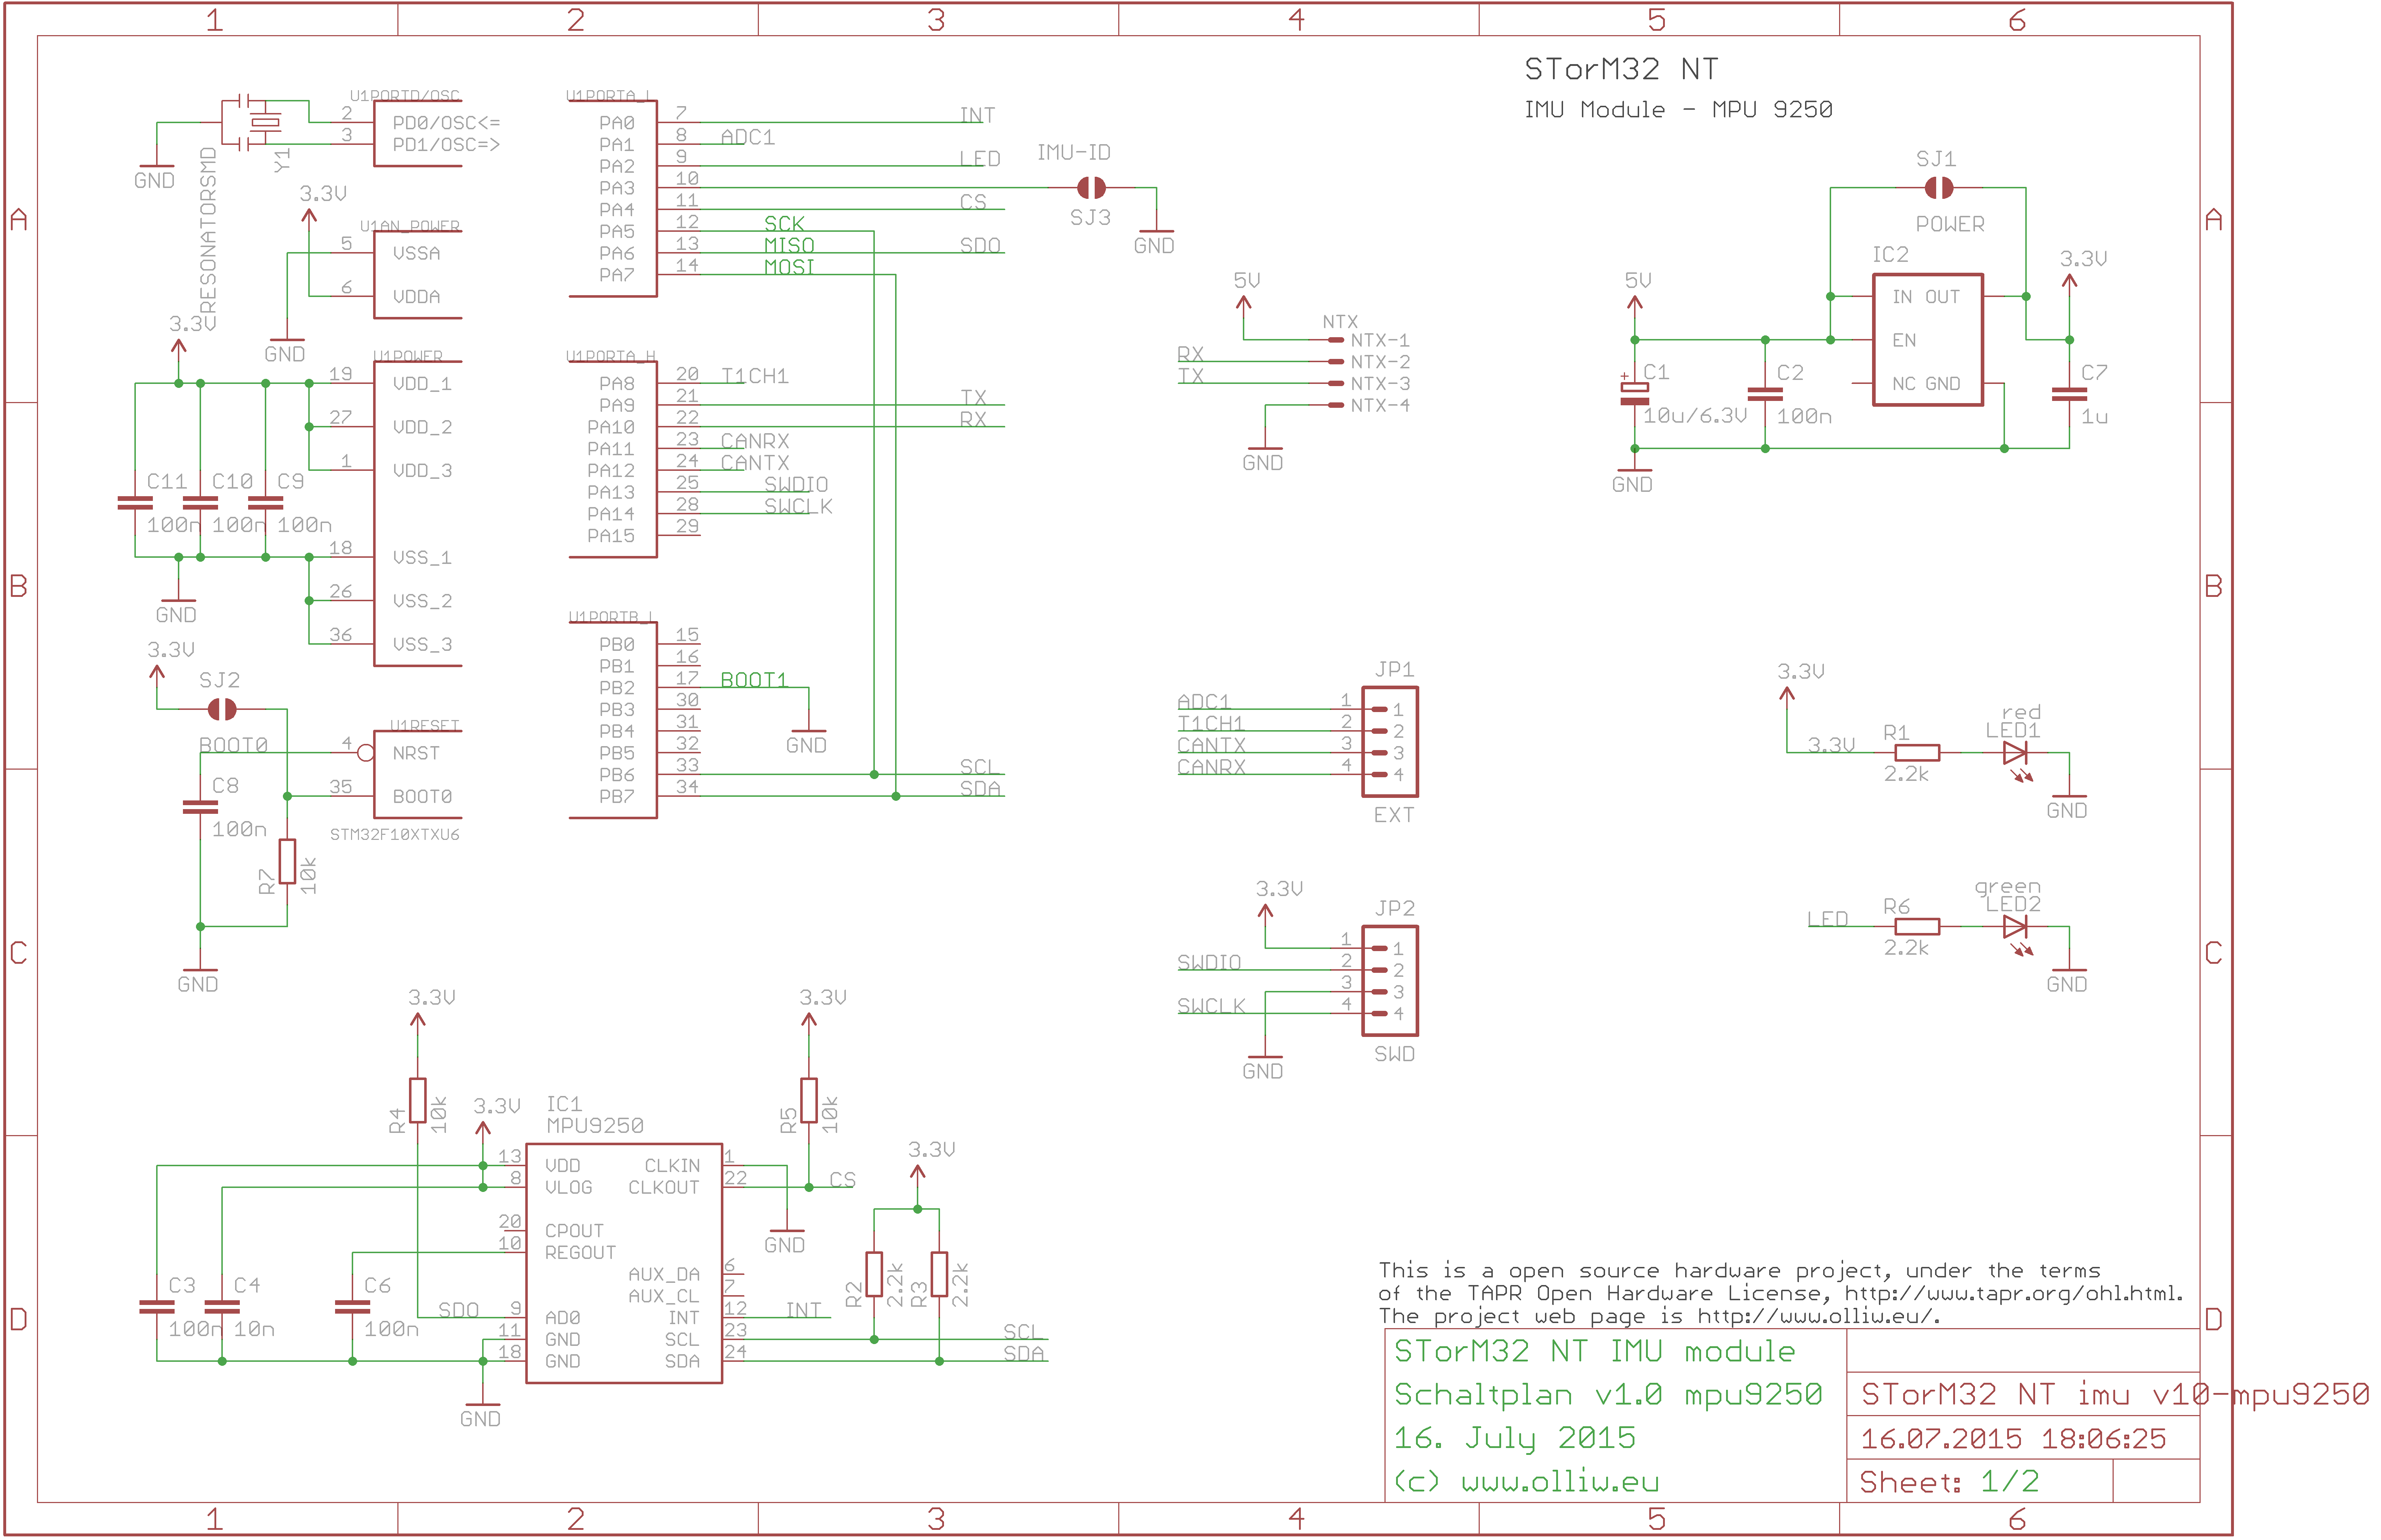 1 2 3 4 5 6
STorM32 NT
IMU Module - MPU 9250
A
A
B
B
C
C
D
D
U1PORTD/OSC
2 PD0/OSC<=
3 PD1/OSC=>
Y1
RESONATORSMD
GND
3.3V
U1AN_POWER
5 VSSA
6 VDDA
GND
3.3V
U1POWER
19 VDD_1
27 VDD_2
1 VDD_3
C11 C10 C9
100n 100n 100n
18 VSS_1
26 VSS_2
36 VSS_3
GND
3.3V
SJ2
BOOT0
U1RESET
4 NRST
35 BOOT0
STM32F10XTXU6
C8
100n
R7
10k
GND
U1PORTA_L
PA0 7 INT
PA1 8 ADC1
PA2 9 LED
PA3 10
PA4 11 CS
PA5 12 SCK
PA6 13 MISO SDO
PA7 14 MOSI
IMU-ID
SJ3
GND
U1PORTA_H
PA8 20 T1CH1
PA9 21 TX
PA10 22 RX
PA11 23 CANRX
PA12 24 CANTX
PA13 25 SWDIO
PA14 28 SWCLK
PA15 29
U1PORTB_L
PB0 15
PB1 16
PB2 17 BOOT1
PB3 30
PB4 31
PB5 32
PB6 33 SCL
PB7 34 SDA
GND
5V
NTX
NTX-1
RX NTX-2
TX NTX-3
NTX-4
GND
SJ1
POWER
IC2
IN OUT
EN
NC GND
5V
3.3V
+
C1
10u/6.3V
C2
100n
C7
1u
GND
JP1
ADC1 1 1
T1CH1 2 2
CANTX 3 3
CANRX 4 4
EXT
3.3V
3.3V
R1
2.2k
red
LED1
GND
3.3V
JP2
1 1
SWDIO 2 2
3 3
SWCLK 4 4
SWD
GND
LED
R6
2.2k
green
LED2
GND
3.3V
R4
10k
3.3V
IC1
MPU9250
3.3V
R5
10k
13 VDD CLKIN 1
8 VLOG CLKOUT 22 CS
20 CPOUT
10 REGOUT
AUX_DA 6
AUX_CL 7
SDO 9 AD0 INT 12 INT
11 GND SCL 23 SCL
18 GND SDA 24 SDA
GND
GND
3.3V
R2
2.2k
R3
2.2k
C3
100n
C4
10n
C6
100n
This is a open source hardware project, under the terms
of the TAPR Open Hardware License, http://www.tapr.org/ohl.html.
The project web page is http://www.olliw.eu/.
STorM32 NT IMU module
Schaltplan v1.0 mpu9250
16. July 2015
(c) www.olliw.eu
STorM32 NT imu v10-mpu9250
16.07.2015 18:06:25
Sheet: 1/2
1 2 3 4 5 6